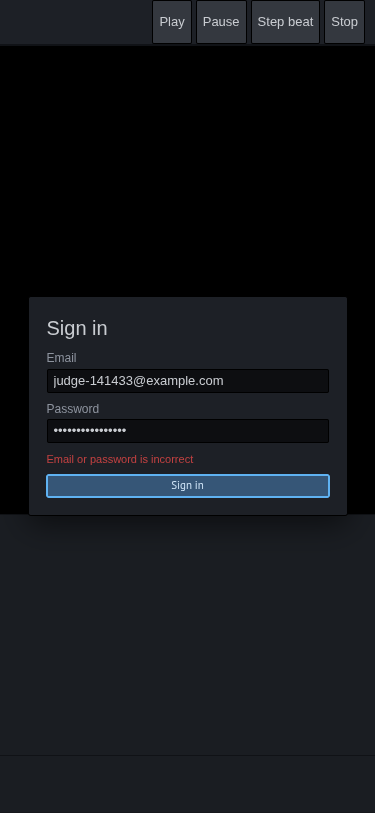 Play Pause Step beat Stop
Sign in
Email
judge-141433@example.com
Password
••••••••••••••••
Email or password is incorrect
Sign in